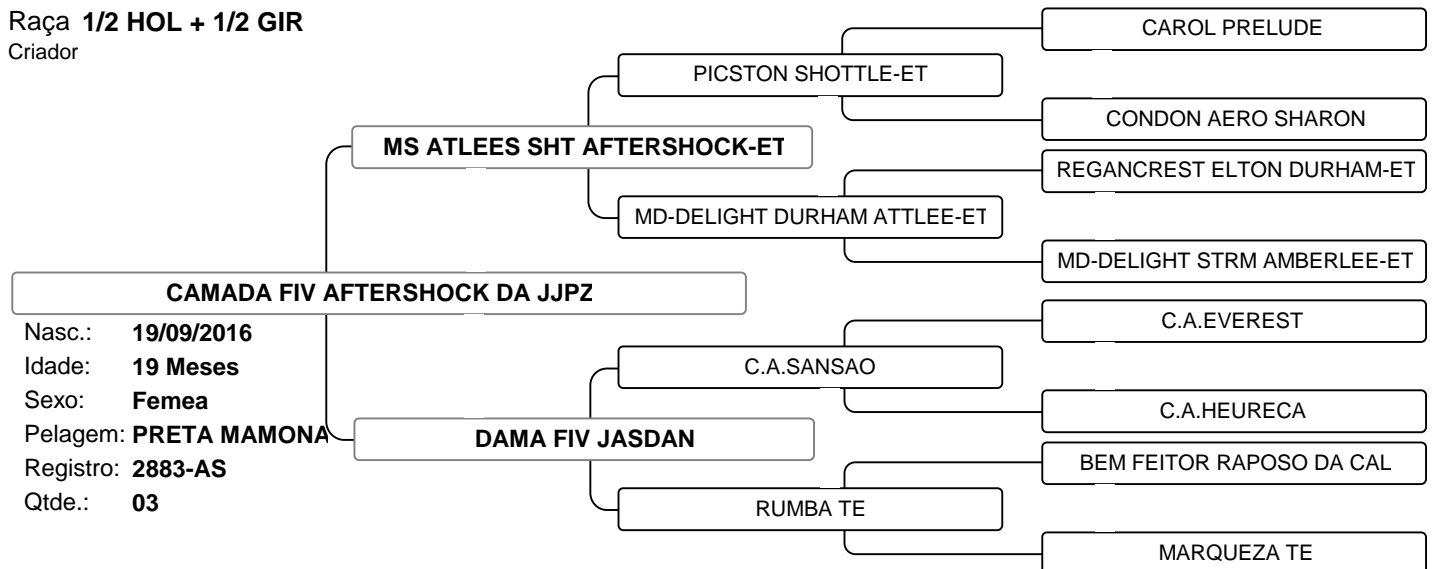 Raça 1/2 HOL + 1/2 GIR
Criador
CAROL PRELUDE
PICSTON SHOTTLE-ET
CONDON AERO SHARON
MS ATLEES SHT AFTERSHOCK-ET
REGANCREST ELTON DURHAM-ET
MD-DELIGHT DURHAM ATTLEE-ET
MD-DELIGHT STRM AMBERLEE-ET
CAMADA FIV AFTERSHOCK DA JJPZ
Nasc.: 19/09/2016
Idade: 19 Meses
Sexo: Femea
Pelagem: PRETA MAMONA
Registro: 2883-AS
Qtde.: 03
C.A.EVEREST
C.A.SANSAO
C.A.HEURECA
DAMA FIV JASDAN
BEM FEITOR RAPOSO DA CAL
RUMBA TE
MARQUEZA TE